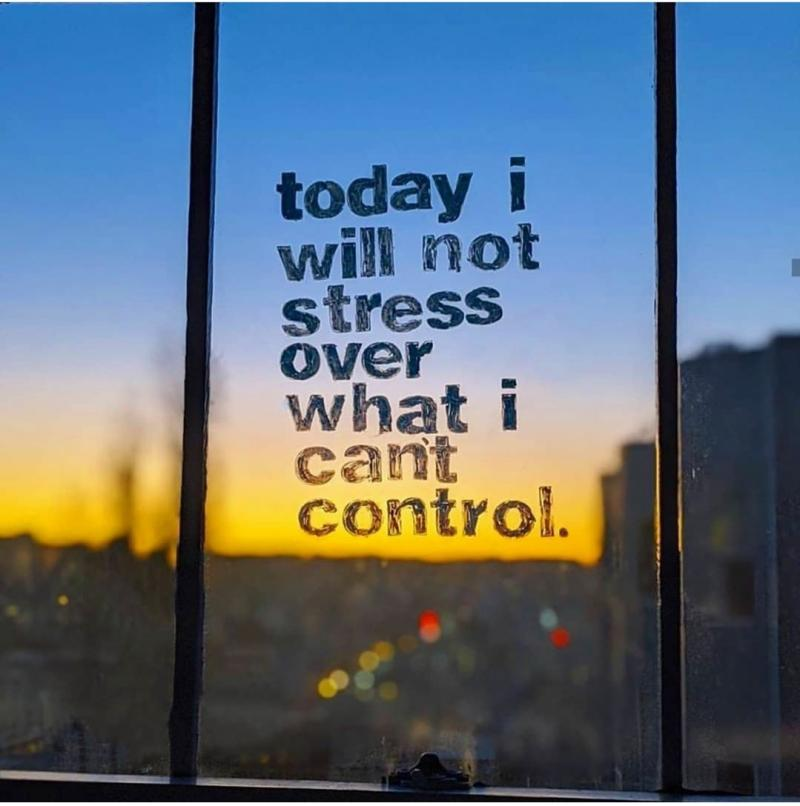 today i
will not
stress
over
what i
can't
control.